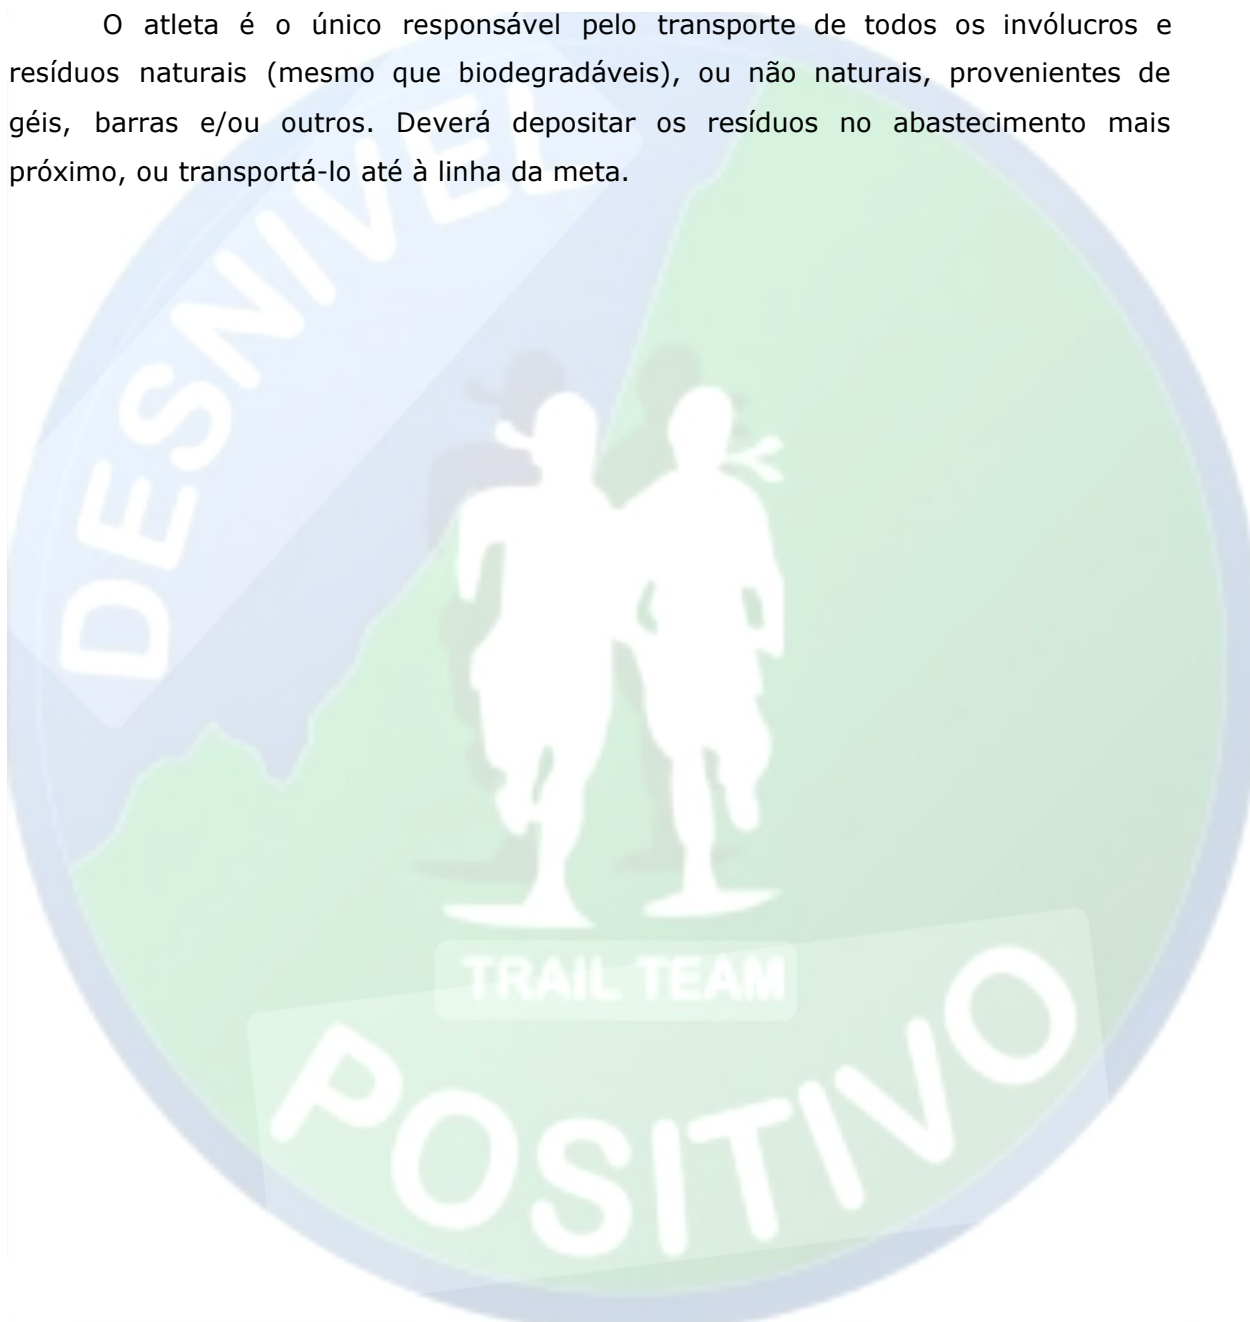 O atleta é o único responsável pelo transporte de todos os invólucros e
resíduos naturais (mesmo que biodegradáveis), ou não naturais, provenientes de
géis, barras e/ou outros. Deverá depositar os resíduos no abastecimento mais
próximo, ou transportá-lo até à linha da meta.
DESNIVEL
TRAIL TEAM
POSITIVO